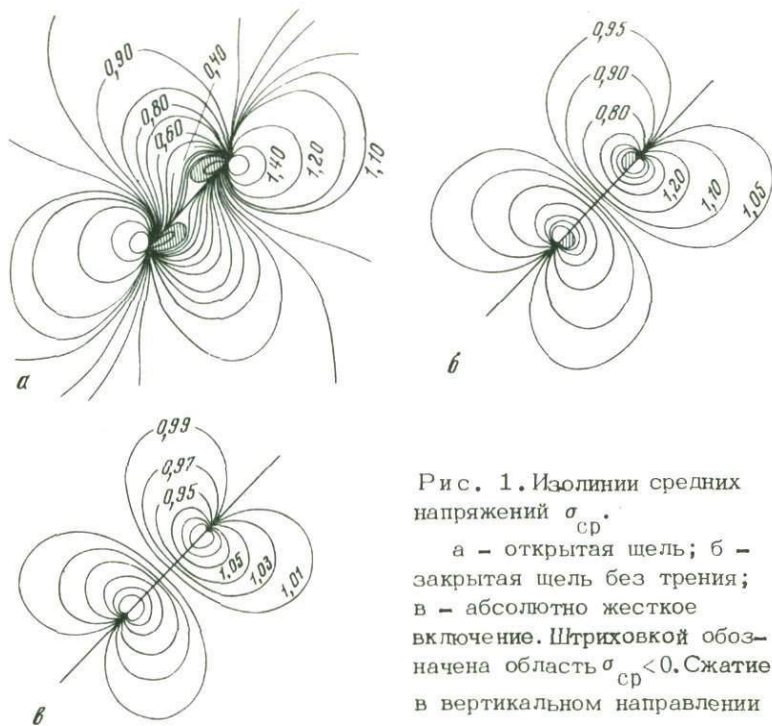 0,90
0,40
0,80
0,60
1,40
1,20
1,10
а
0,95
0,90
0,80
1,20
1,10
1,05
б
0,99
0,97
0,95
1,05
1,03
1,01
в
Рис. 1. Изолинии средних
напряжений σср.
а – открытая щель; б –
закрытая щель без трения;
в – абсолютно жесткое
включение. Штриховкой обоз-
начена область σср<0. Сжатие
в вертикальном направлении